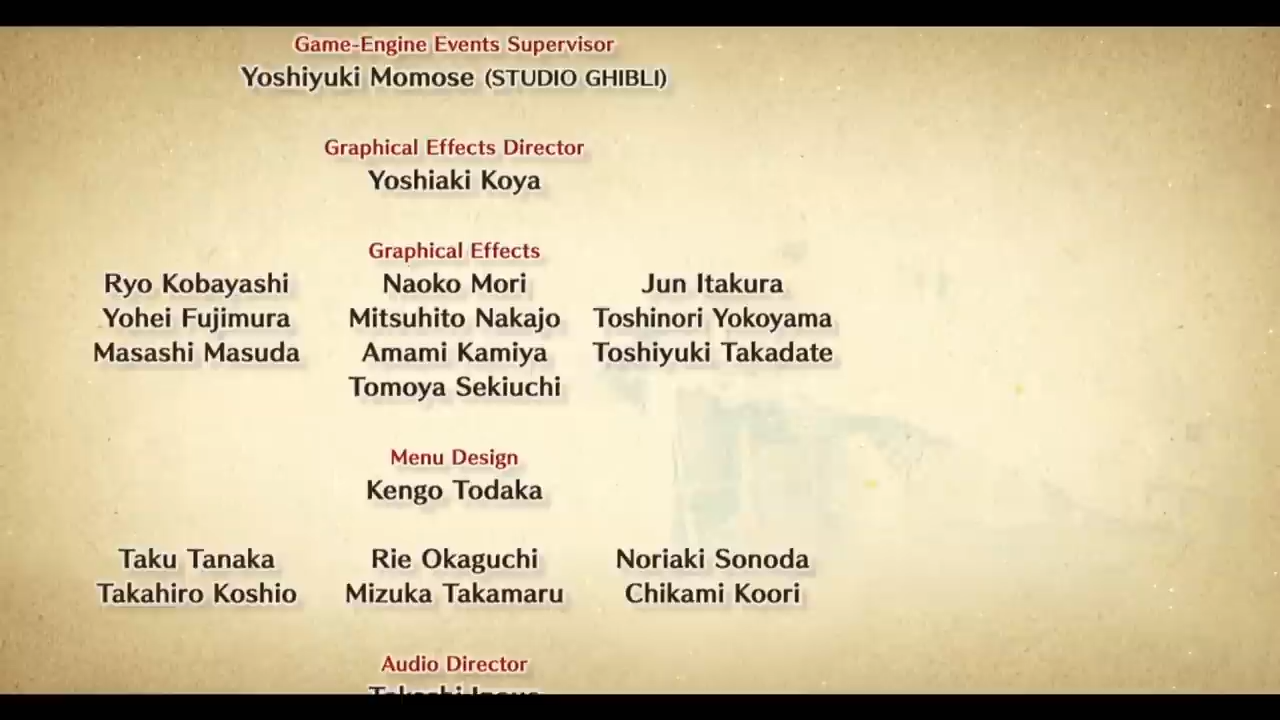 Game-Engine Events Supervisor
Yoshiyuki Momose (STUDIO GHIBLI)
Graphical Effects Director
Yoshiaki Koya
Graphical Effects
Ryo Kobayashi Naoko Mori Jun Itakura
Yohei Fujimura Mitsuhito Nakajo Toshinori Yokoyama
Masashi Masuda Amami Kamiya Toshiyuki Takadate
Tomoya Sekiuchi
Menu Design
Kengo Todaka
Taku Tanaka Rie Okaguchi Noriaki Sonoda
Takahiro Koshio Mizuka Takamaru Chikami Koori
Audio Director